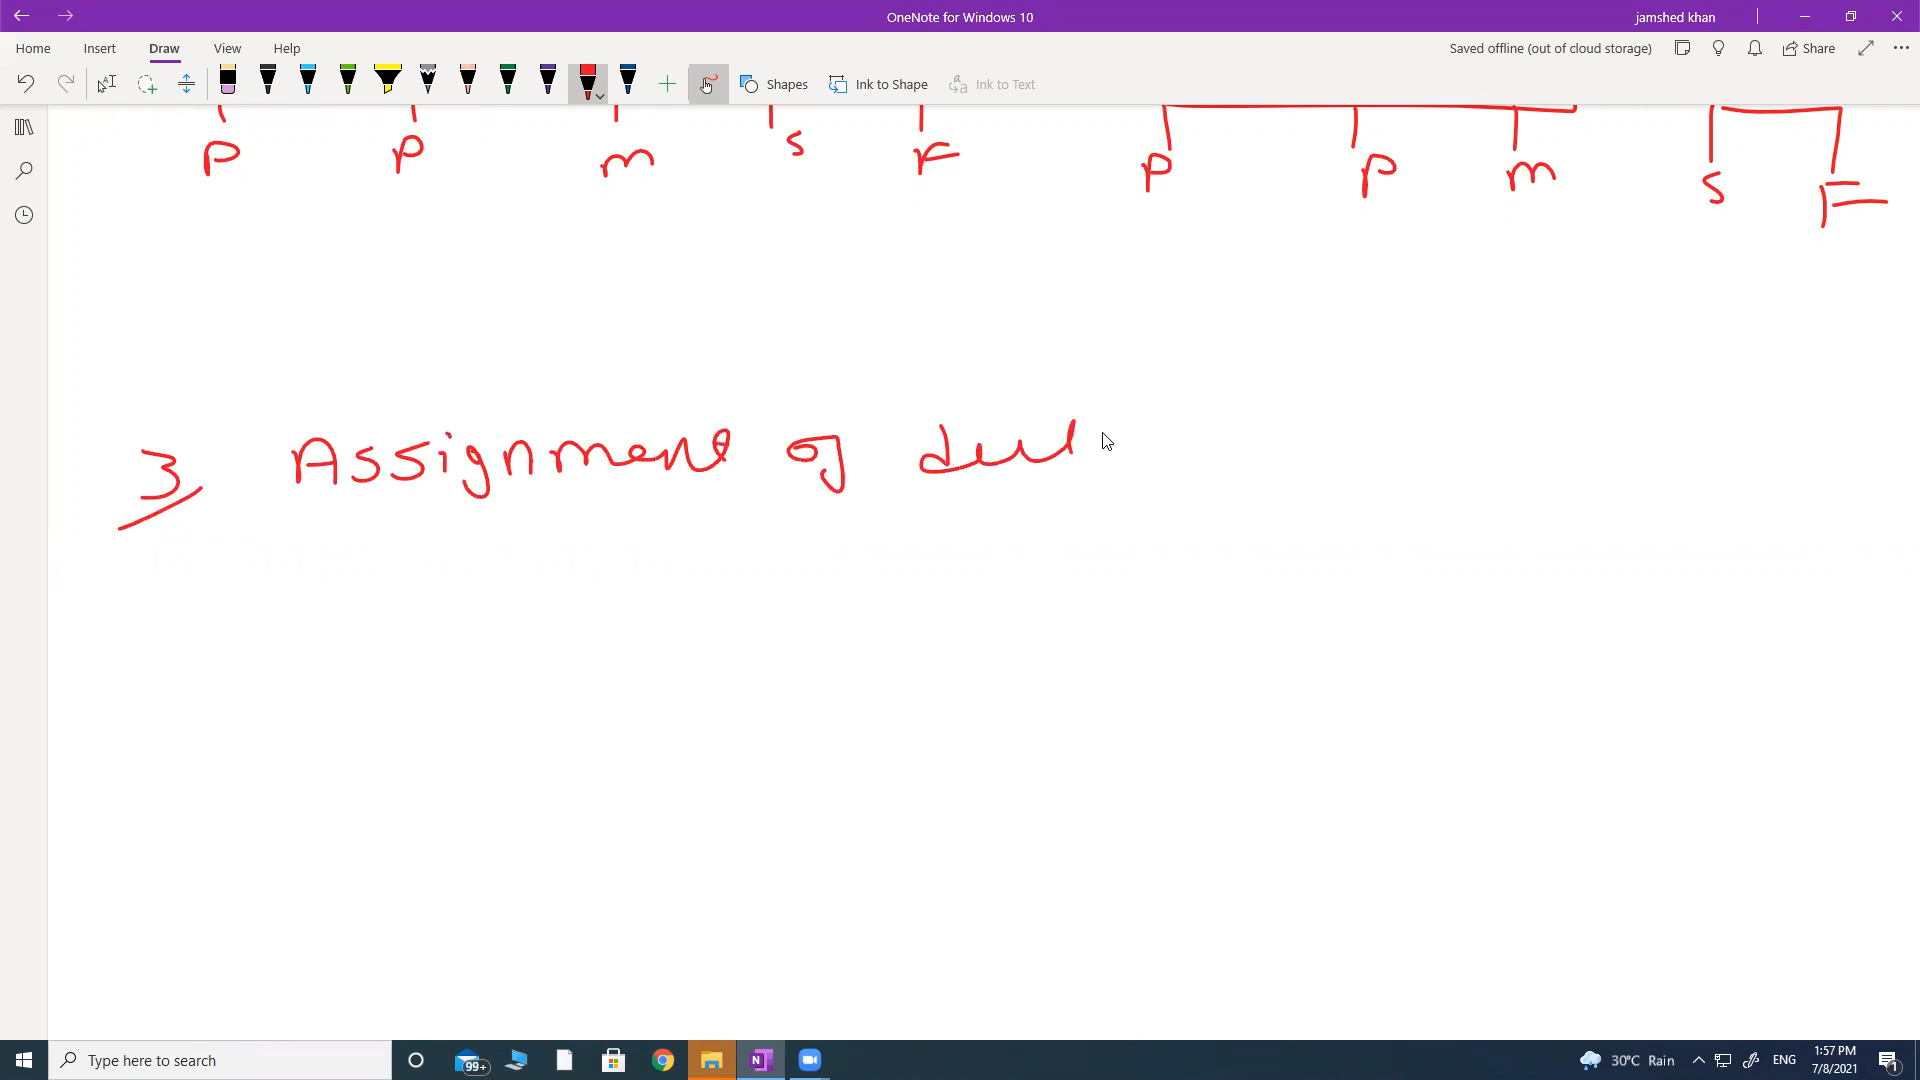 OneNote for Windows 10
jamshed khan
Home Insert Draw View Help
Saved offline (out of cloud storage)
Share
Shapes
Ink to Shape
Ink to Text
P P m s F P P m s F
3 Assignment of
Type here to search
99+
N
30°C Rain
ENG
1:57 PM
7/8/2021
1